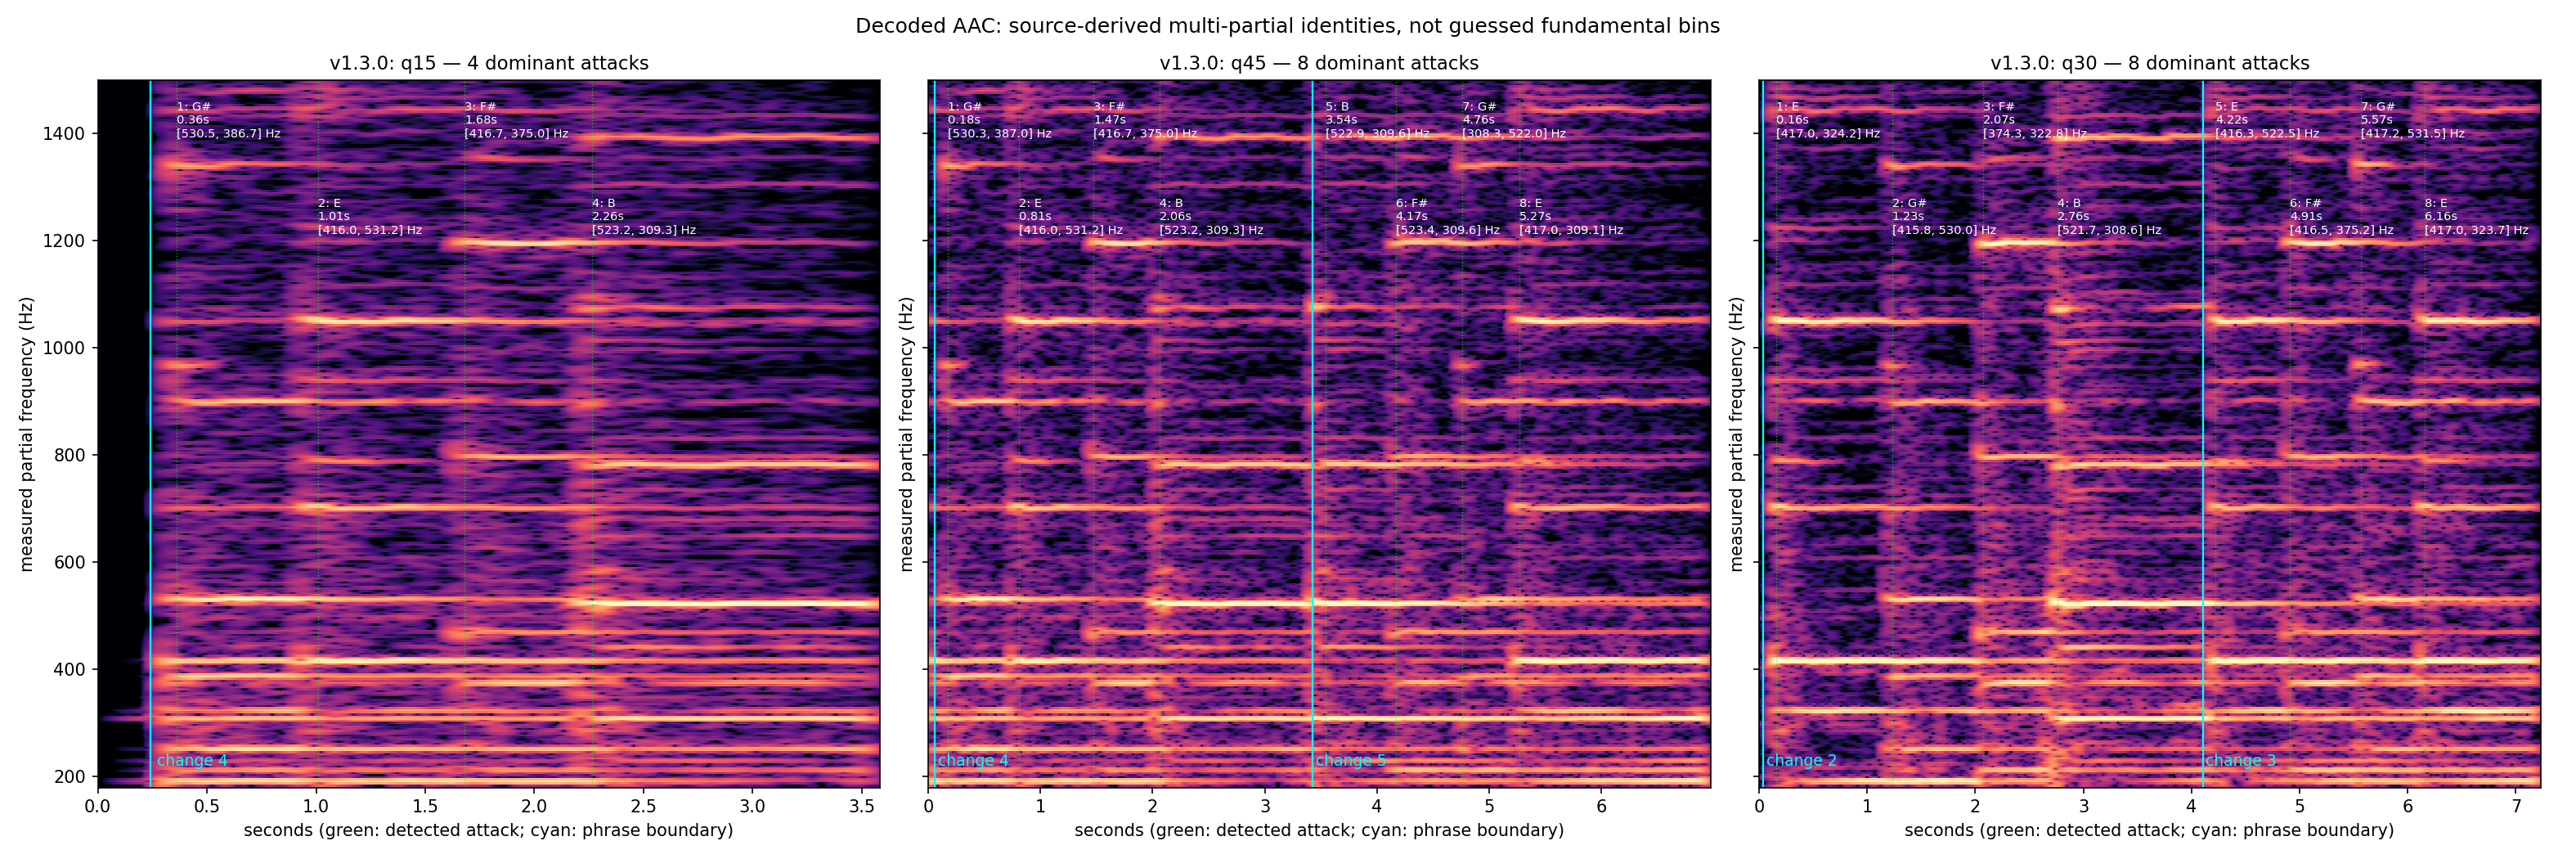 Decoded AAC: source-derived multi-partial identities, not guessed fundamental bins
v1.3.0: q15 — 4 dominant attacks
1: G#
0.36s
[530.5, 386.7] Hz
3: F#
1.68s
[416.7, 375.0] Hz
2: E
1.01s
[416.0, 531.2] Hz
4: B
2.26s
[523.2, 309.3] Hz
change 4
measured partial frequency (Hz)
1400
1200
1000
800
600
400
200
0.0 0.5 1.0 1.5 2.0 2.5 3.0 3.5
seconds (green: detected attack; cyan: phrase boundary)
v1.3.0: q45 — 8 dominant attacks
1: G#
0.18s
[530.3, 387.0] Hz
3: F#
1.47s
[416.7, 375.0] Hz
5: B
3.54s
[522.9, 309.6] Hz
7: G#
4.76s
[308.3, 522.0] Hz
2: E
0.81s
[416.0, 531.2] Hz
4: B
2.06s
[523.2, 309.3] Hz
6: F#
4.17s
[523.4, 309.6] Hz
8: E
5.27s
[417.0, 309.1] Hz
change 4
change 5
measured partial frequency (Hz)
0 1 2 3 4 5 6
seconds (green: detected attack; cyan: phrase boundary)
v1.3.0: q30 — 8 dominant attacks
1: E
0.16s
[417.0, 324.2] Hz
3: F#
2.07s
[374.3, 322.8] Hz
5: E
4.22s
[416.3, 522.5] Hz
7: G#
5.57s
[417.2, 531.5] Hz
2: G#
1.23s
[415.8, 530.0] Hz
4: B
2.76s
[521.7, 308.6] Hz
6: F#
4.91s
[416.5, 375.2] Hz
8: E
6.16s
[417.0, 323.7] Hz
change 2
change 3
measured partial frequency (Hz)
0 1 2 3 4 5 6 7
seconds (green: detected attack; cyan: phrase boundary)